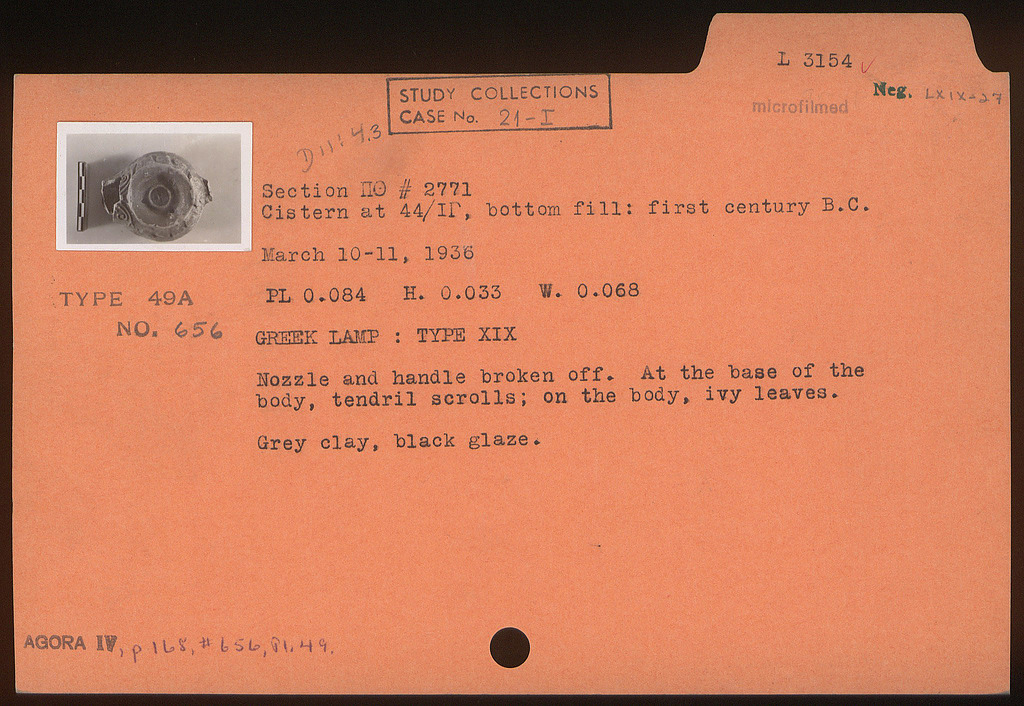 L 3154 ✓
Neg. LXIX-27
microfilmed
STUDY COLLECTIONS
CASE No. 21-I
D 11: 4.3
Section ΠΘ # 2771
Cistern at 44/ΙΓ, bottom fill: first century B.C.
March 10-11, 1936
PL 0.084 H. 0.033 W. 0.068
TYPE 49A
NO. 656
GREEK LAMP : TYPE XIX
Nozzle and handle broken off. At the base of the
body, tendril scrolls; on the body, ivy leaves.
Grey clay, black glaze.
AGORA IV, p 168, #656, Pl. 49.